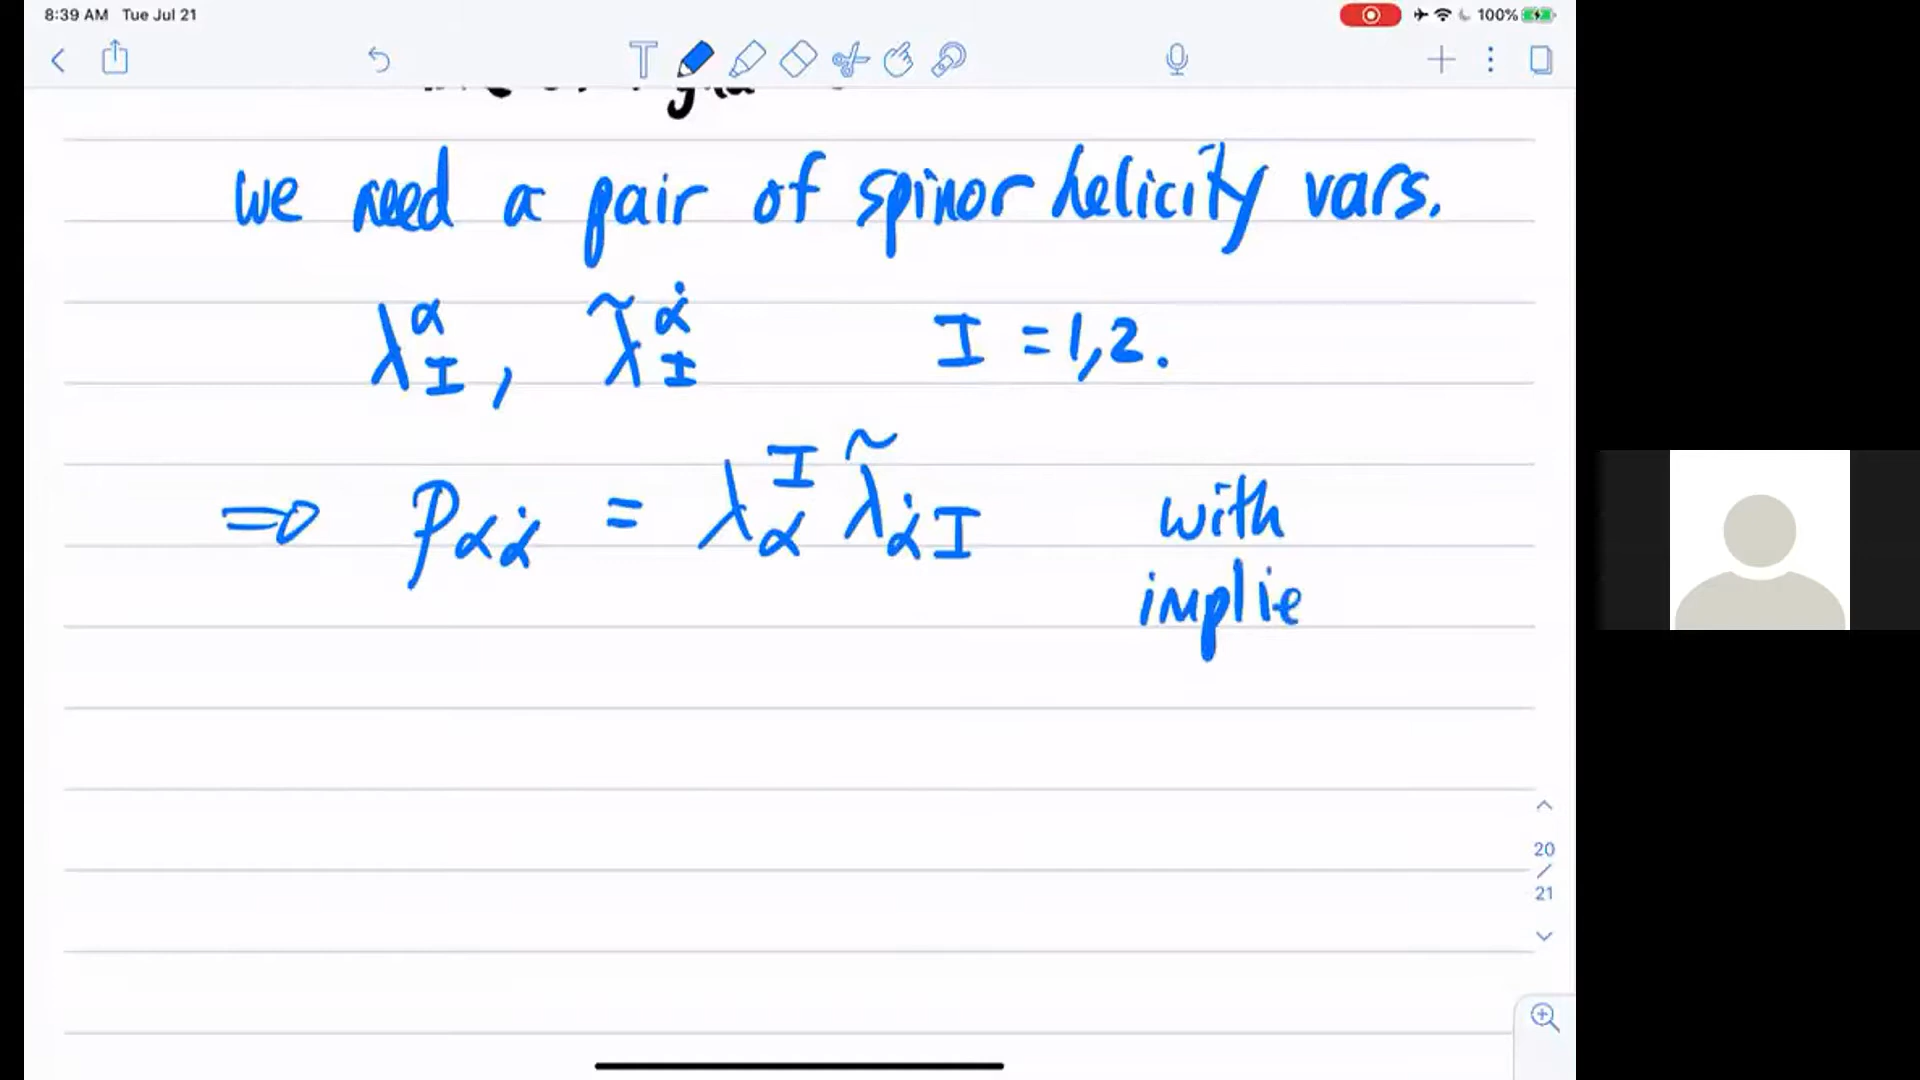 8:39 AM Tue Jul 21
100%
we need a pair of spinor helicity vars.
λ^α_I, λ̃^α̇_I I = 1,2.
⇒ p_αα̇ = λ^I_α λ̃_α̇I with
implie
20
/
21